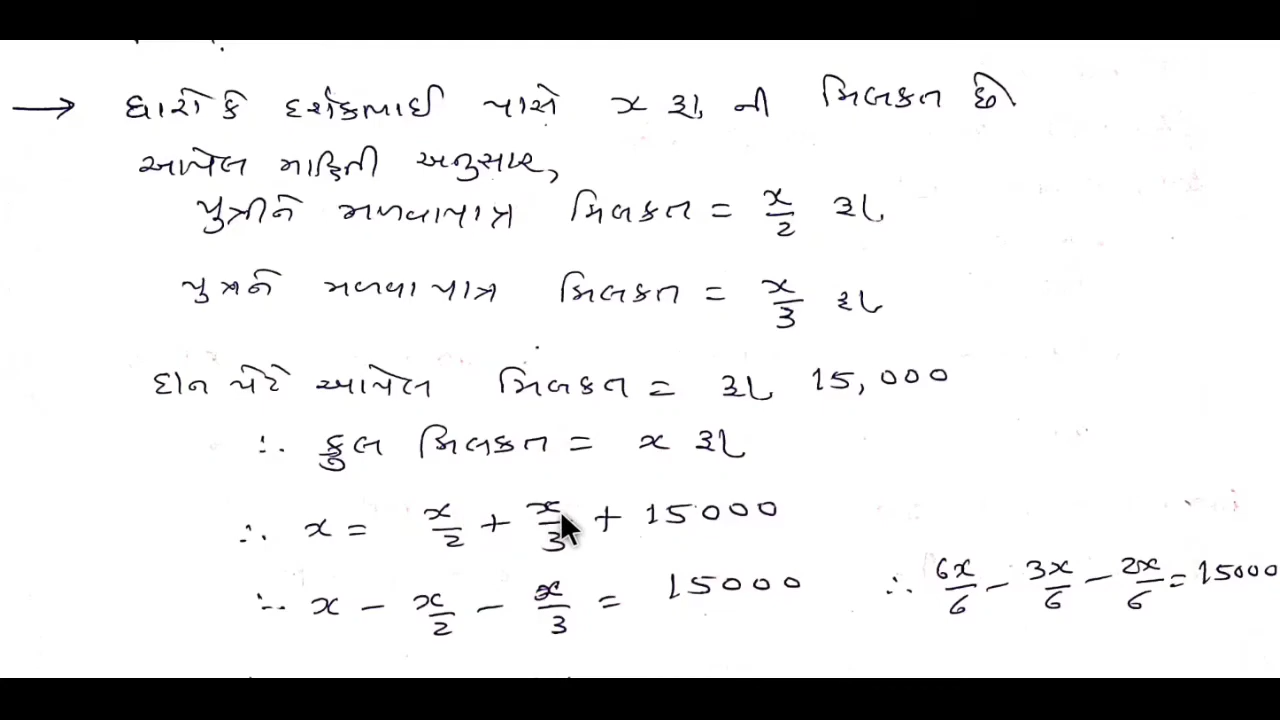 → ધારો કે દર્શકભાઈ પાસે x રૂા. ની મિલકત છે
આપેલ માહિતી અનુસાર,
પુત્રીને મળવાપાત્ર મિલકત = x/2 રૂા
પુત્રને મળવાપાત્ર મિલકત = x/3 રૂા
દાન પેટે આપેલ મિલકત = રૂા 15,000
∴ કુલ મિલકત = x રૂા
∴ x = x/2 + x/3 + 15000
∴ x - x/2 - x/3 = 15000 ∴ 6x/6 - 3x/6 - 2x/6 = 15000